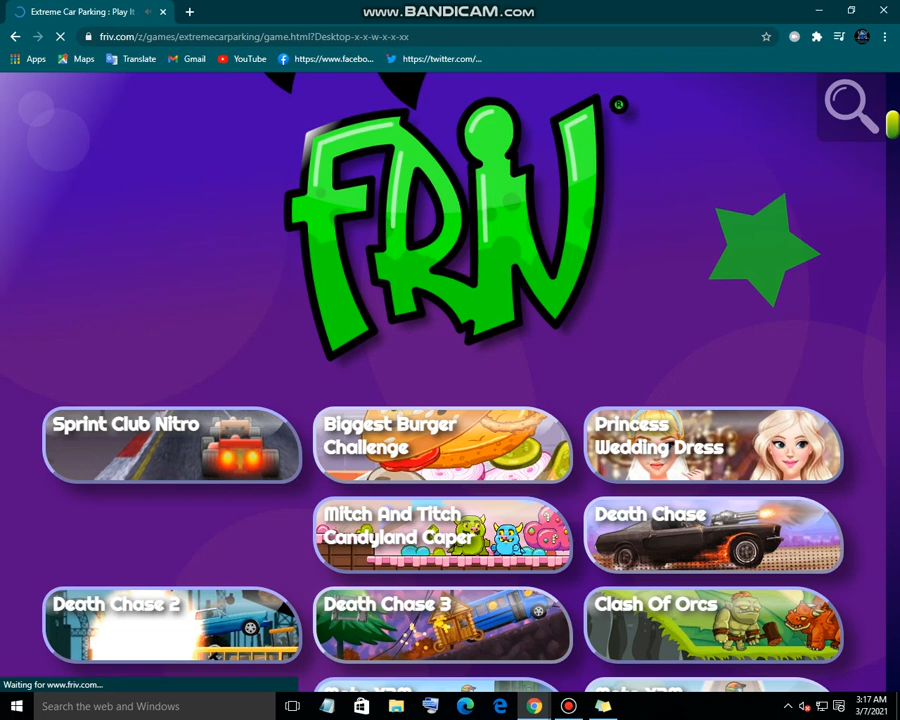 Extreme Car Parking : Play It
www.BANDICAM.com
friv.com/z/games/extremecarparking/game.html?Desktop-x-x-w-x-x-xx
Apps
Maps
Translate
Gmail
YouTube
https://www.facebo...
https://twitter.com/...
FRIV
®
Sprint Club Nitro
Biggest Burger
Challenge
Princess
Wedding Dress
Mitch And Titch
Candyland Caper
Death Chase
Death Chase 2
Death Chase 3
Clash Of Orcs
Waiting for www.friv.com...
Search the web and Windows
3:17 AM
3/7/2021